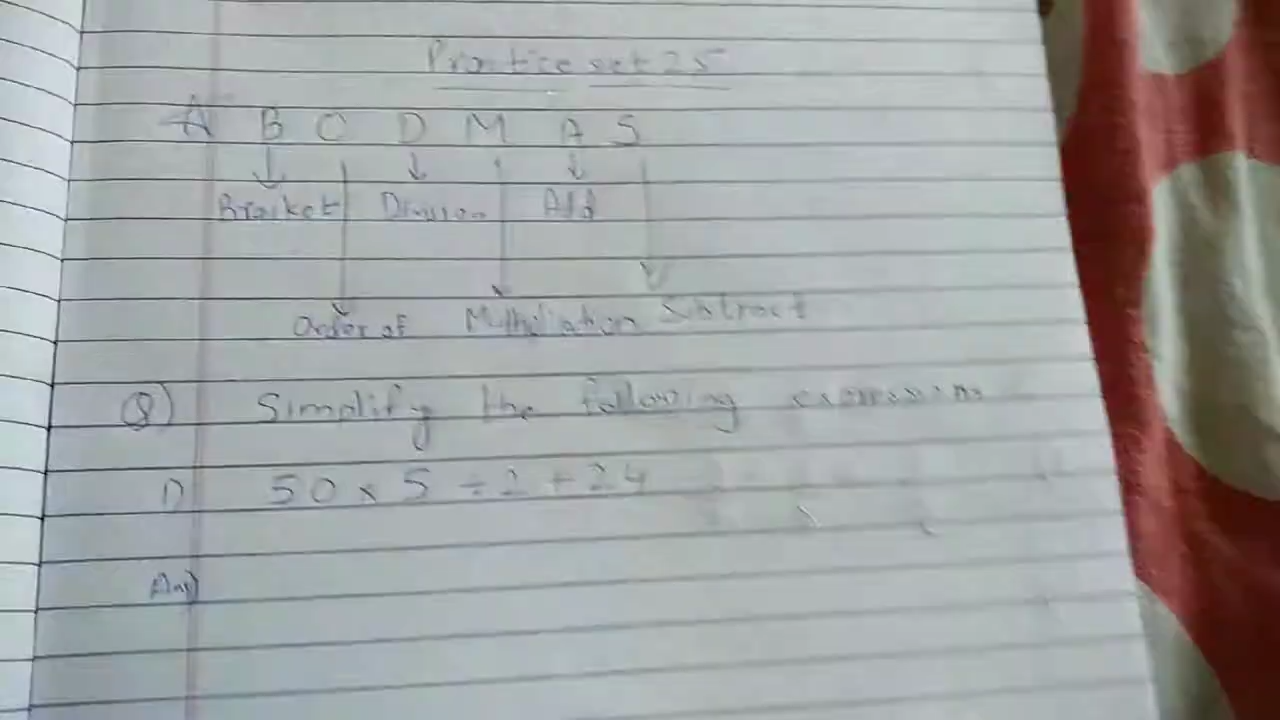 Practice set 25
A B O D M A S
Bracket Division Add
Order of Multiplication Subtract
Q) Simplify the following
1) 50 x 5 ÷ 2 + 24
Ans)